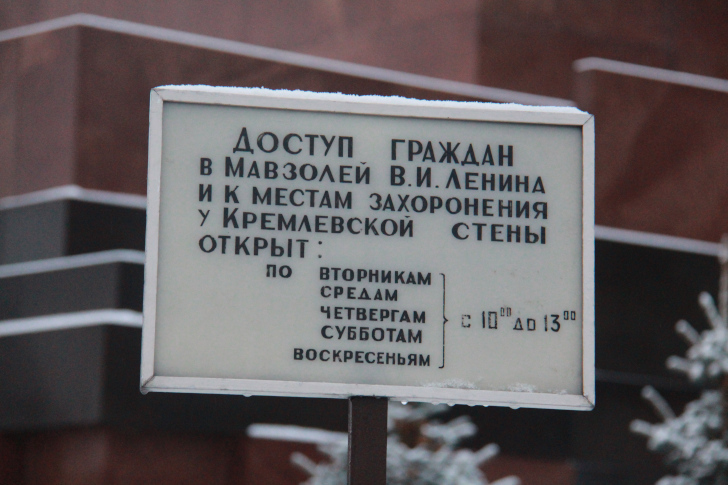 ДОСТУП ГРАЖДАН
В МАВЗОЛЕЙ В.И. ЛЕНИНА
И К МЕСТАМ ЗАХОРОНЕНИЯ
У КРЕМЛЕВСКОЙ СТЕНЫ
ОТКРЫТ:
ПО ВТОРНИКАМ
СРЕДАМ
ЧЕТВЕРГАМ
СУББОТАМ
ВОСКРЕСЕНЬЯМ
С 10⁰⁰ ДО 13⁰⁰